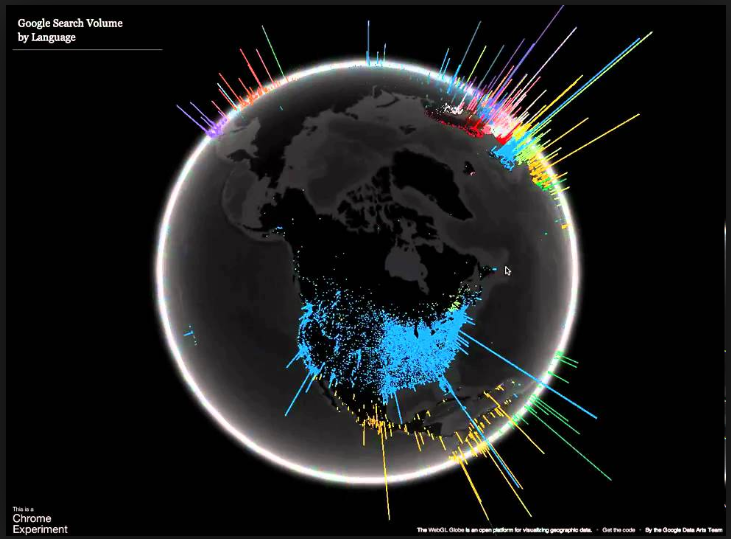 Google Search Volume
by Language
This is a
Chrome
Experiment
The WebGL Globe is an open platform for visualizing geographic data. · Get the code · By the Google Data Arts Team